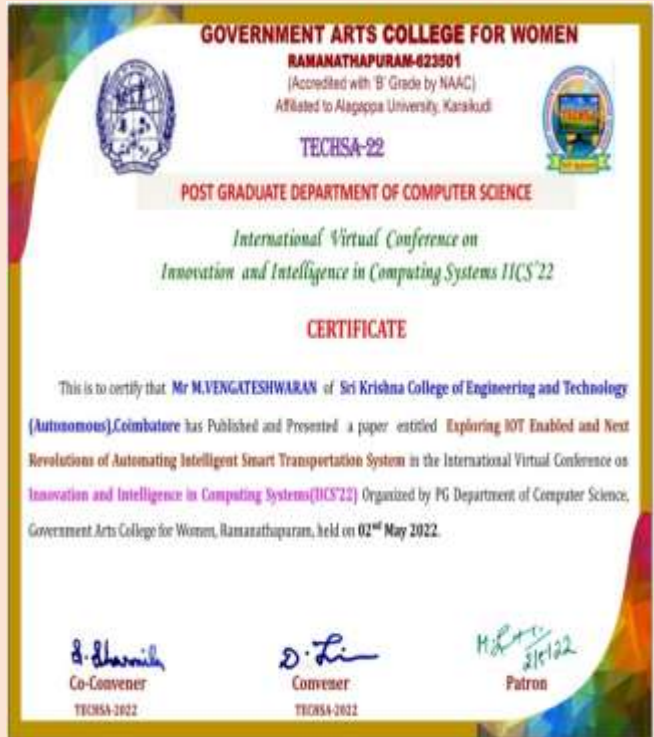 GOVERNMENT ARTS COLLEGE FOR WOMEN
RAMANATHAPURAM-623501
(Accredited with 'B' Grade by NAAC)
Affiliated to Alagappa University, Karaikudi
TECHSA-22
POST GRADUATE DEPARTMENT OF COMPUTER SCIENCE
International Virtual Conference on
Innovation and Intelligence in Computing Systems IICS'22
CERTIFICATE
This is to certify that Mr M.VENGATESHWARAN of Sri Krishna College of Engineering and Technology
(Autonomous),Coimbatore has Published and Presented a paper entitled Exploring IOT Enabled and Next
Revolutions of Automating Intelligent Smart Transportation System in the International Virtual Conference on
Innovation and Intelligence in Computing Systems(IICS'22) Organized by PG Department of Computer Science,
Government Arts College for Women, Ramanathapuram, held on 02nd May 2022.
S. Sharmila
Co-Convener
TECHSA-2022
Convener
TECHSA-2022
Patron